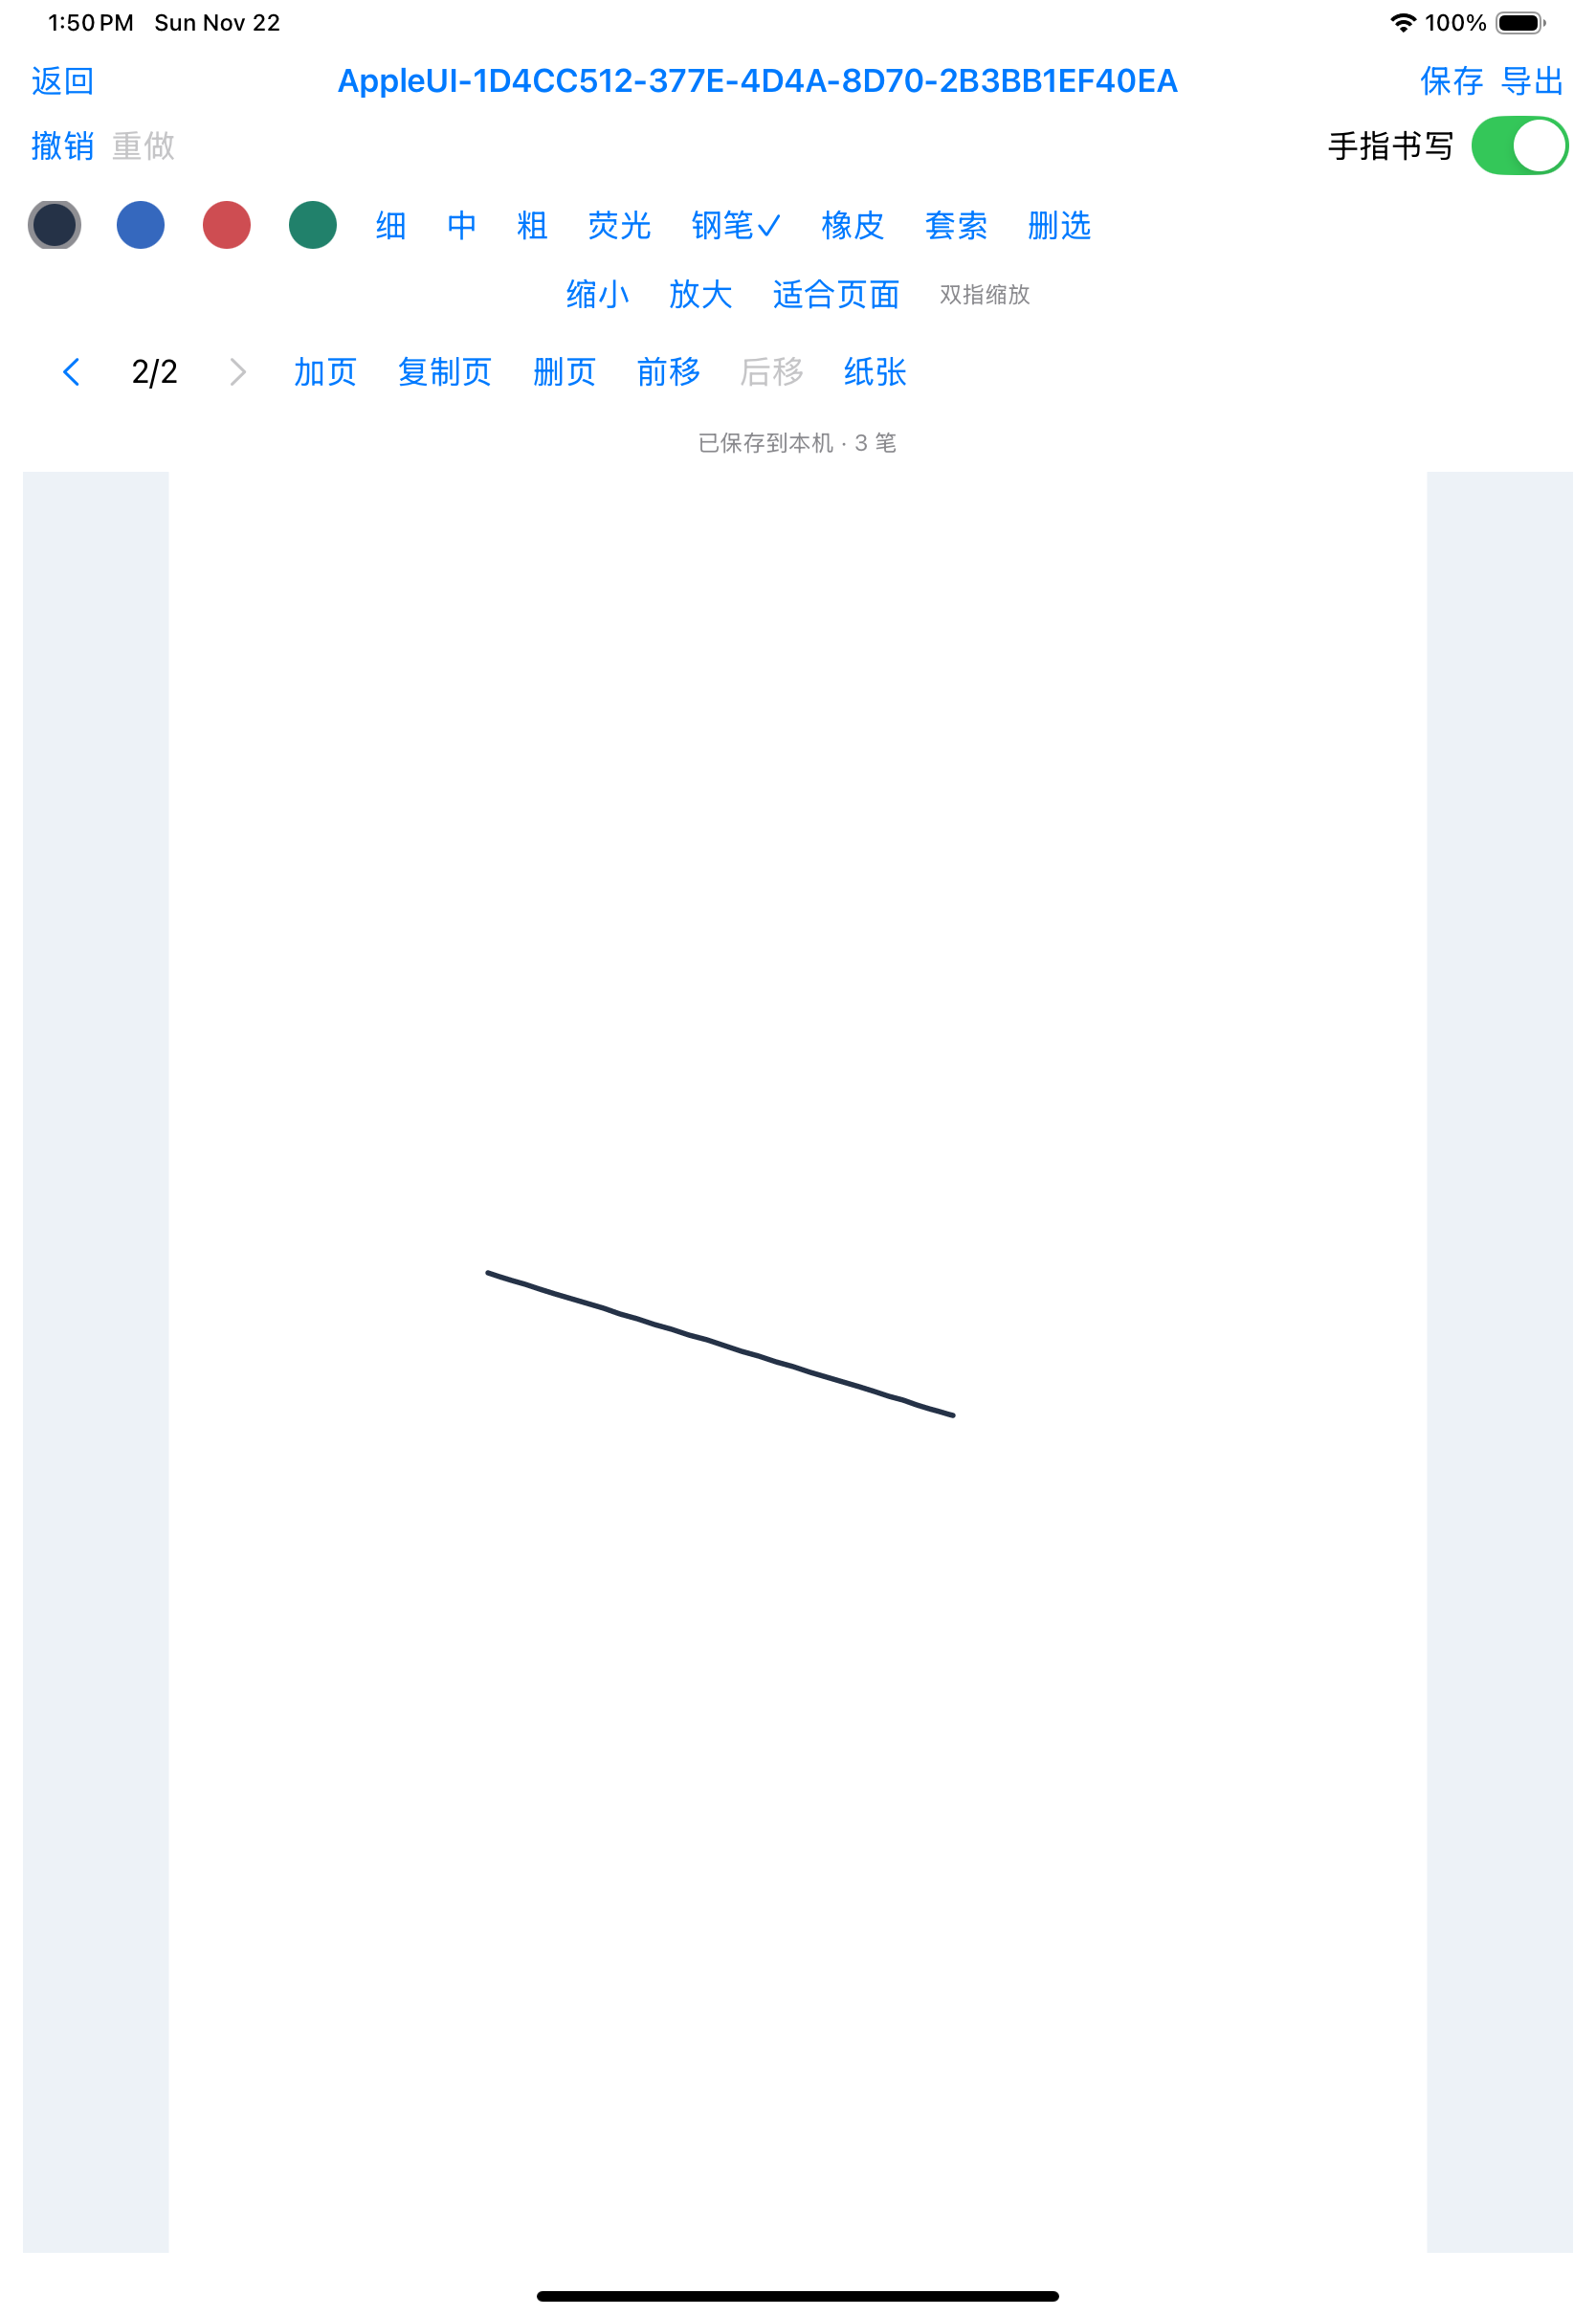 1:50 PM Sun Nov 22 100%
返回 AppleUI-1D4CC512-377E-4D4A-8D70-2B3BB1EF40EA 保存 导出
撤销 重做 手指书写
细 中 粗 荧光 钢笔✓ 橡皮 套索 删选
缩小 放大 适合页面 双指缩放
2/2 加页 复制页 删页 前移 后移 纸张
已保存到本机 · 3 笔